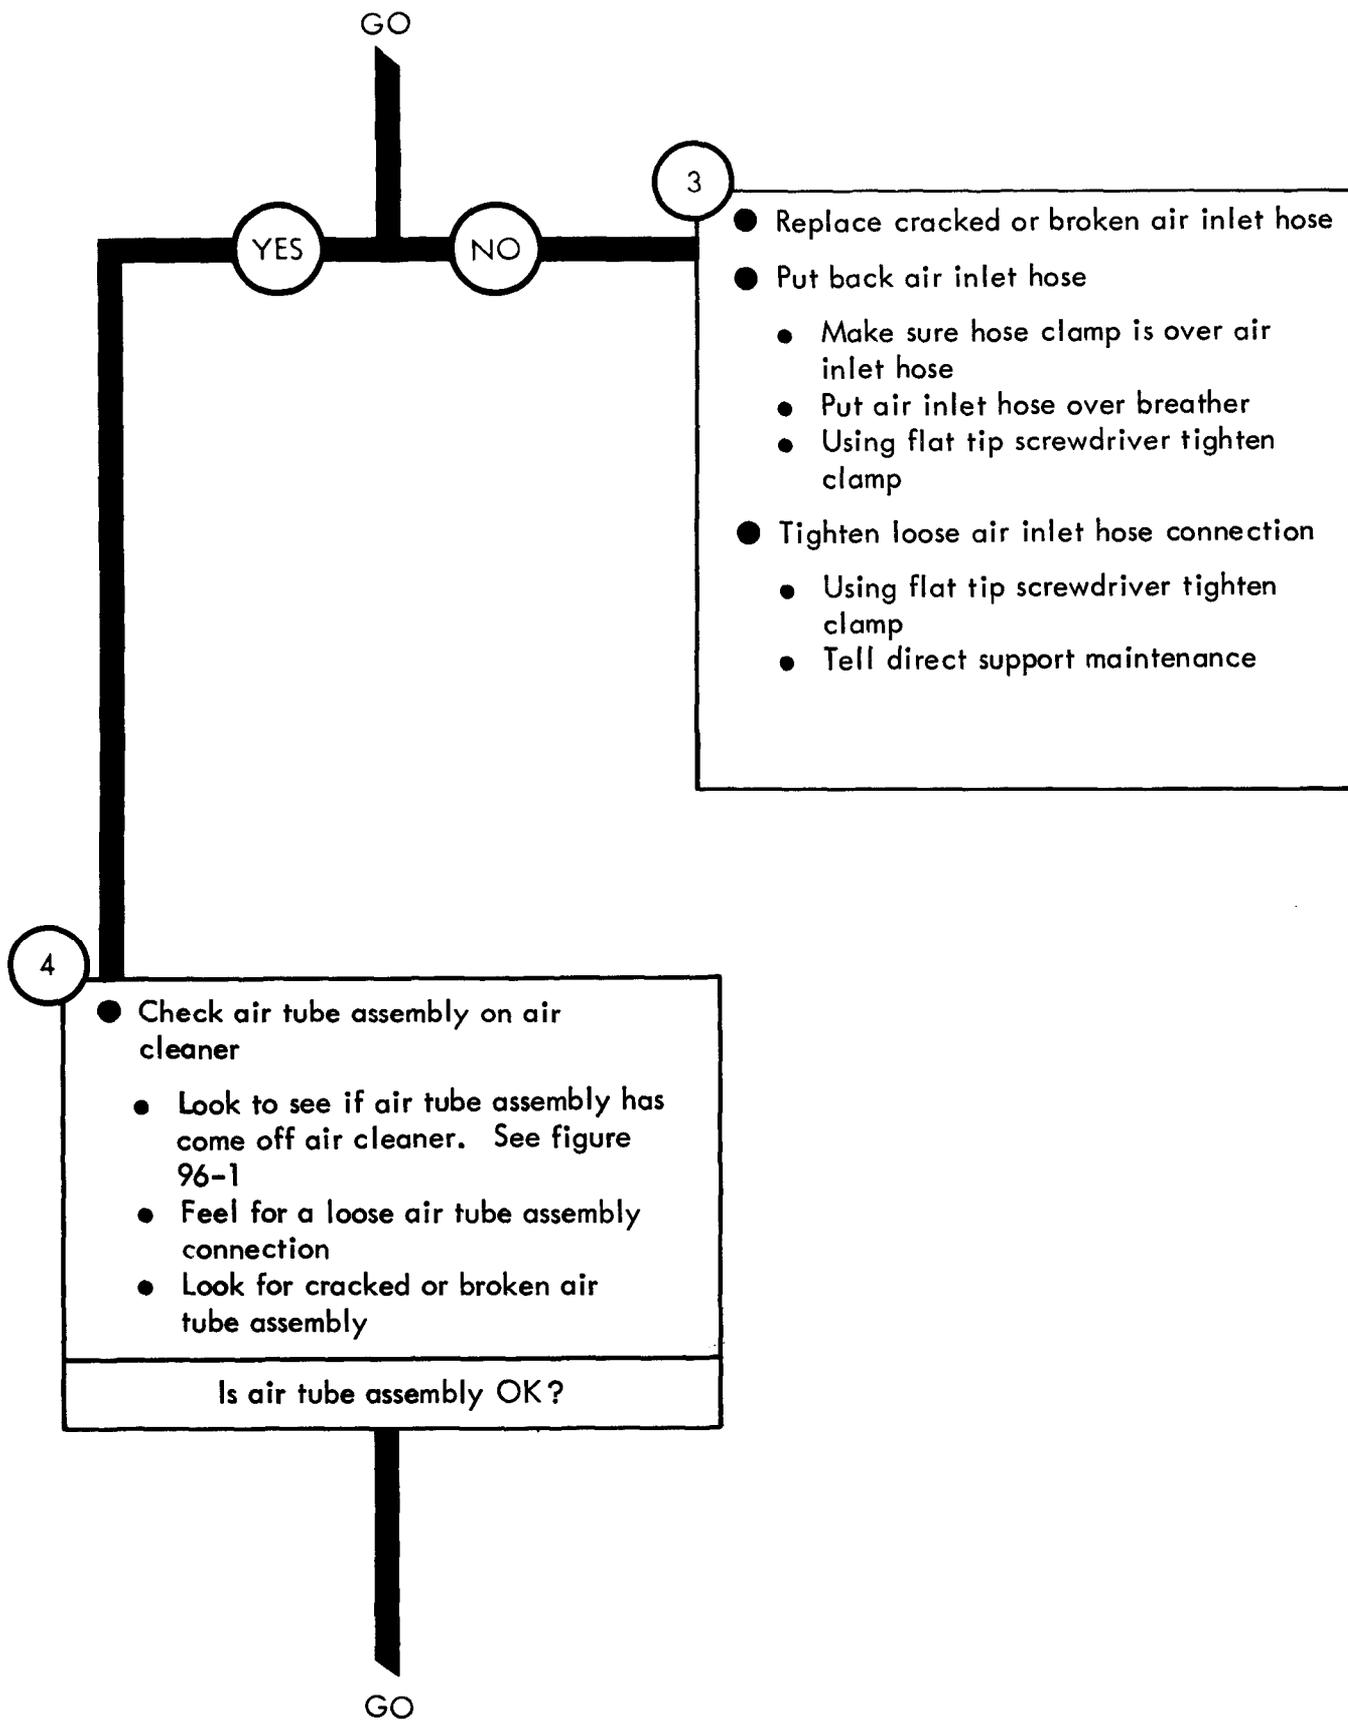 GO
YES
NO
3
● Replace cracked or broken air inlet hose
● Put back air inlet hose
● Make sure hose clamp is over air
inlet hose
● Put air inlet hose over breather
● Using flat tip screwdriver tighten
clamp
● Tighten loose air inlet hose connection
● Using flat tip screwdriver tighten
clamp
● Tell direct support maintenance
4
● Check air tube assembly on air
cleaner
● Look to see if air tube assembly has
come off air cleaner. See figure
96-1
● Feel for a loose air tube assembly
connection
● Look for cracked or broken air
tube assembly
Is air tube assembly OK?
GO